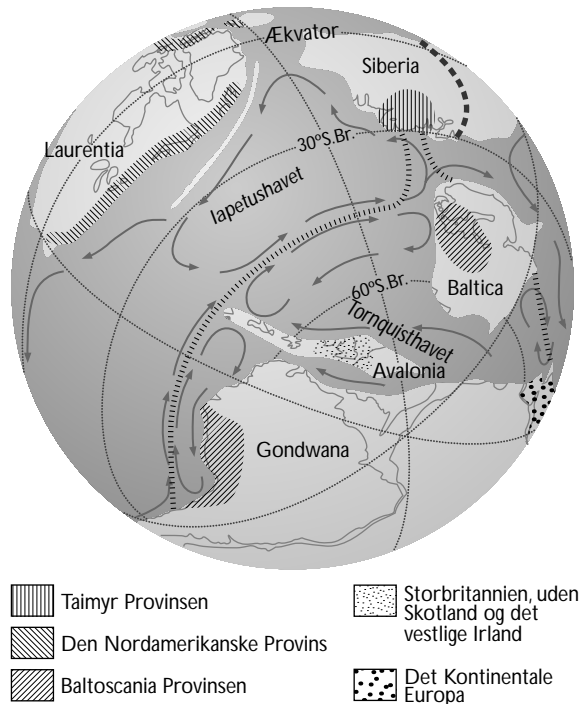 Ækvator
Siberia
Laurentia
30°S.Br.
Iapetushavet
60°S.Br.
Baltica
Tornquisthavet
Avalonia
Gondwana
Taimyr Provinsen
Den Nordamerikanske Provins
Baltoscania Provinsen
Storbritannien, uden
Skotland og det
vestlige Irland
Det Kontinentale
Europa